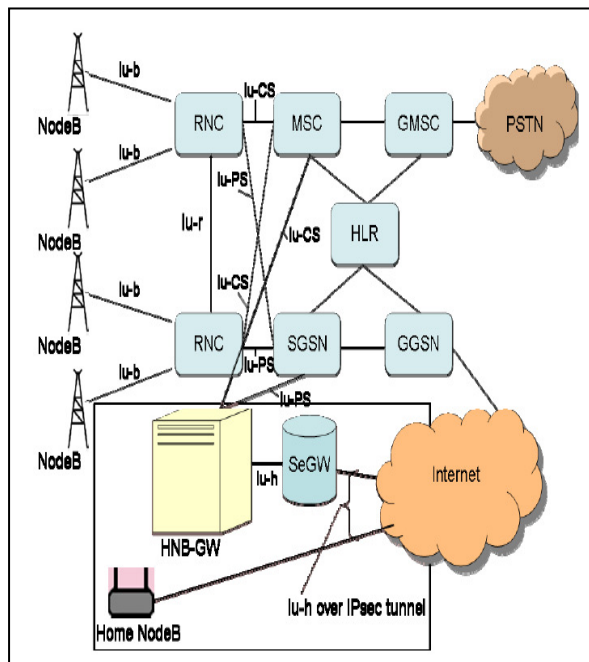 Iu-b
Iu-CS
RNC
MSC
GMSC
PSTN
NodeB
Iu-b
Iu-PS
Iu-r
Iu-CS
HLR
NodeB
Iu-b
Iu-CS
RNC
SGSN
GGSN
NodeB
Iu-PS
Iu-b
Iu-PS
NodeB
SeGW
Internet
Iu-h
HNB-GW
Iu-h over IPsec tunnel
Home NodeB